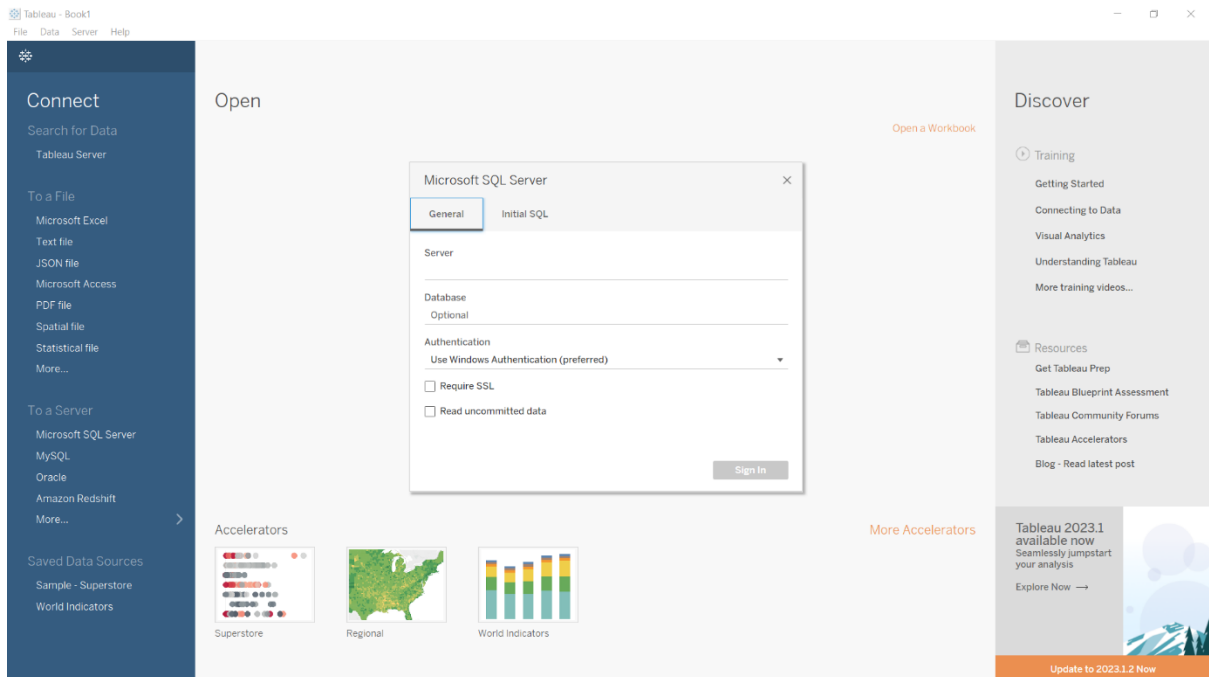 Tableau - Book1
File Data Server Help
Connect
Search for Data
Tableau Server
To a File
Microsoft Excel
Text file
JSON file
Microsoft Access
PDF file
Spatial file
Statistical file
More...
To a Server
Microsoft SQL Server
MySQL
Oracle
Amazon Redshift
More...
Saved Data Sources
Sample - Superstore
World Indicators
Open
Open a Workbook
Microsoft SQL Server
General Initial SQL
Server
Database
Optional
Authentication
Use Windows Authentication (preferred)
Require SSL
Read uncommitted data
Sign In
Accelerators
More Accelerators
Superstore
Regional
World Indicators
Discover
Training
Getting Started
Connecting to Data
Visual Analytics
Understanding Tableau
More training videos...
Resources
Get Tableau Prep
Tableau Blueprint Assessment
Tableau Community Forums
Tableau Accelerators
Blog - Read latest post
Tableau 2023.1
available now
Seamlessly jumpstart
your analysis
Explore Now →
Update to 2023.1.2 Now